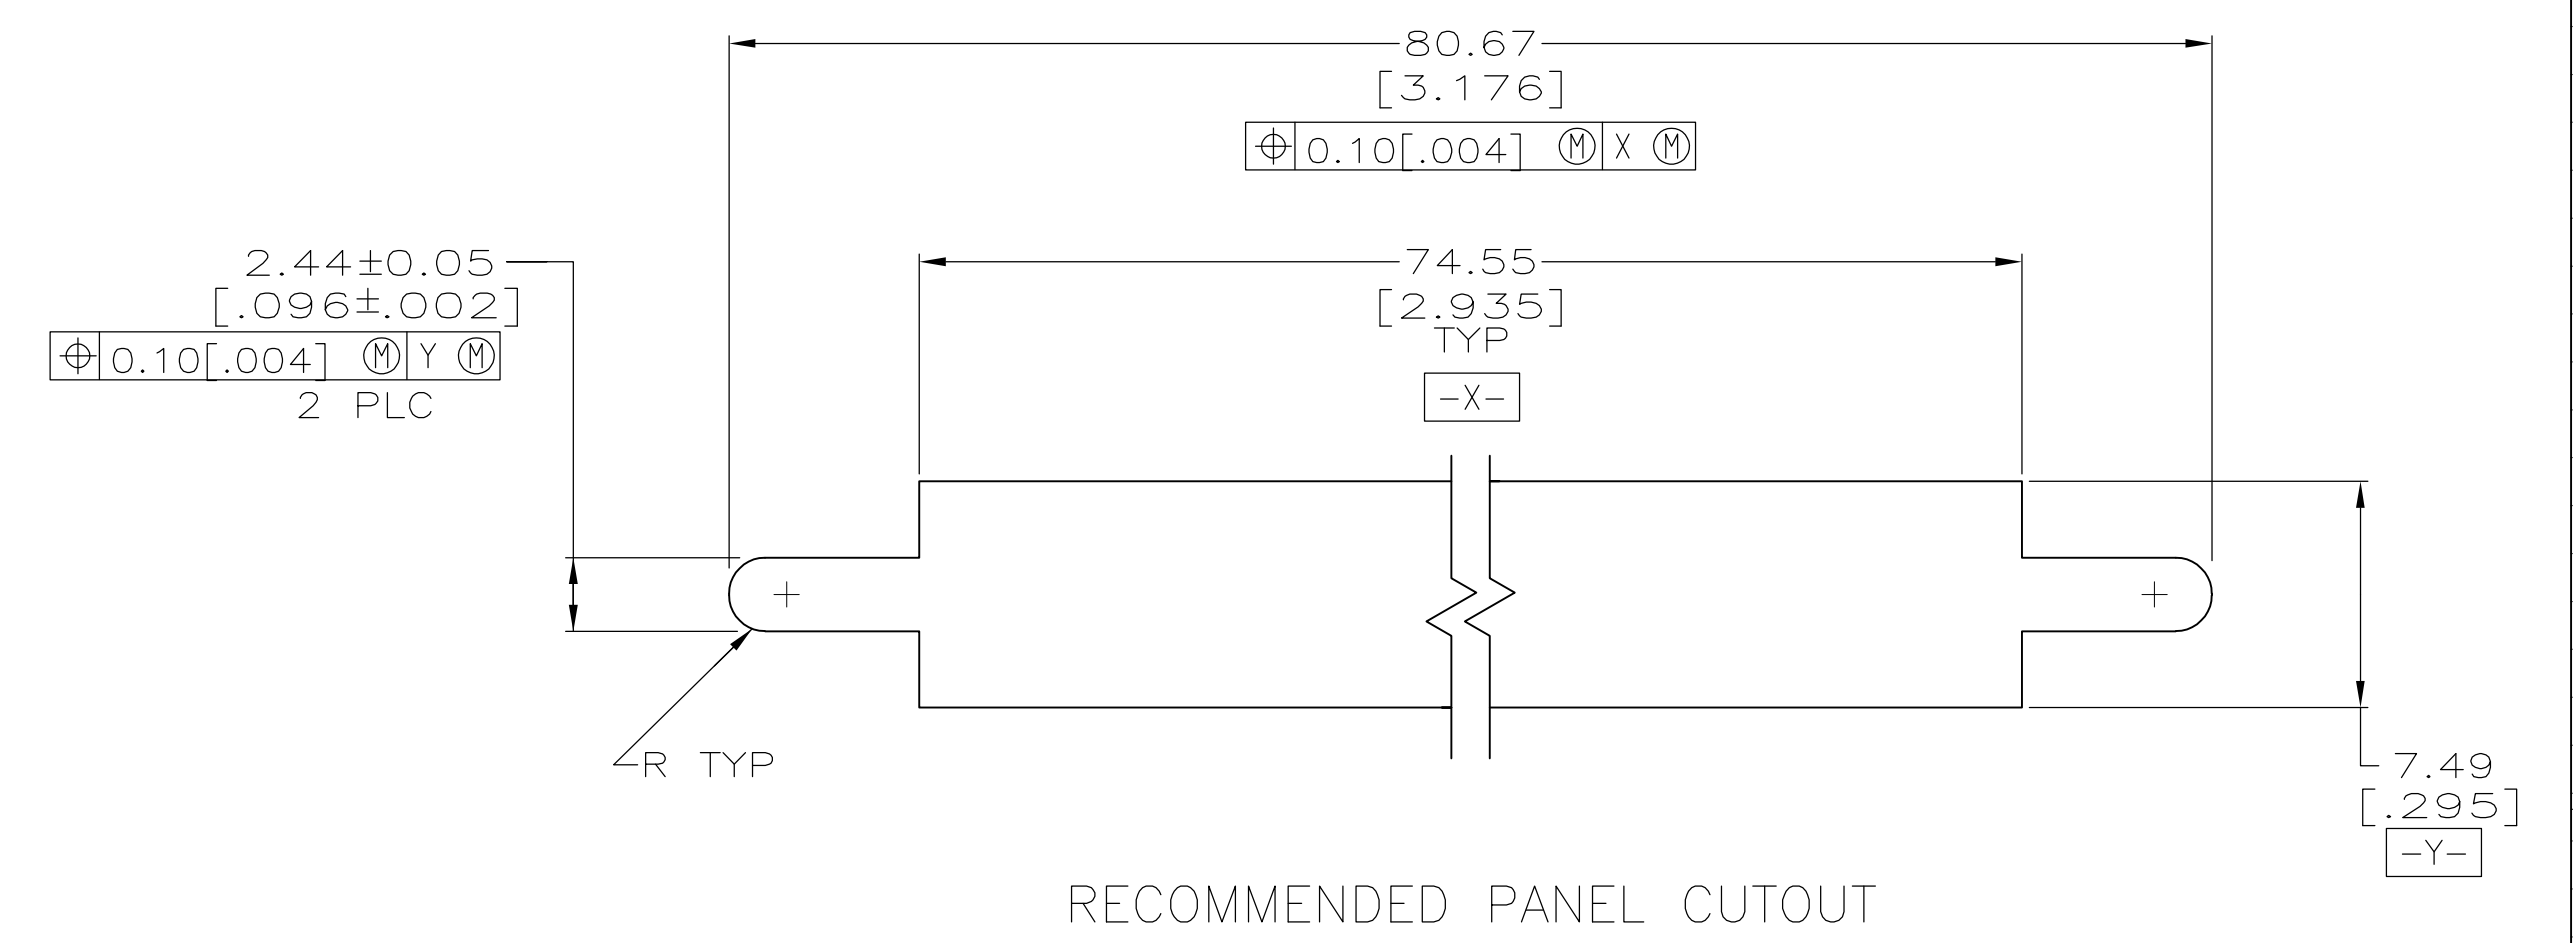 80.67
[3.176]
⌖ 0.10[.004] Ⓜ X Ⓜ
2.44±0.05
[.096±.002]
⌖ 0.10[.004] Ⓜ Y Ⓜ
2 PLC
74.55
[2.935]
TYP
-X-
R TYP
7.49
[.295]
-Y-
RECOMMENDED PANEL CUTOUT